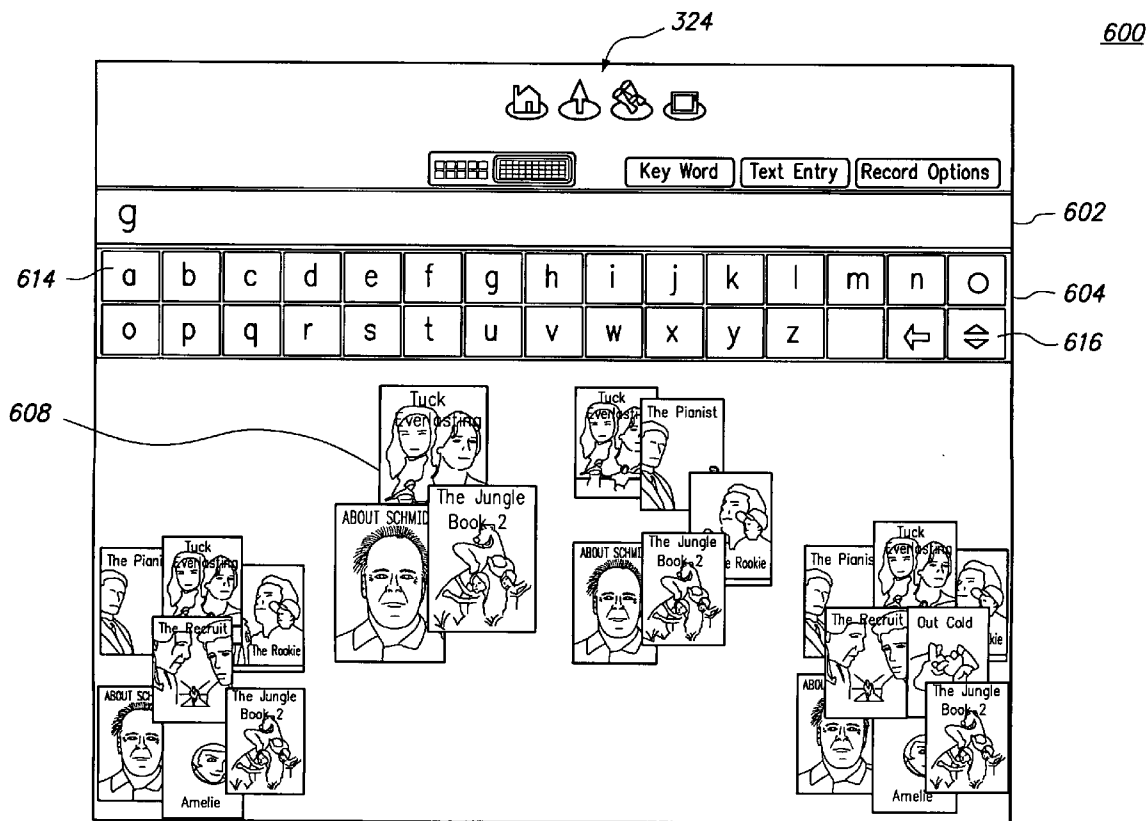 324
600
Key Word Text Entry Record Options
g
602
614
a b c d e f g h i j k l m n
604
o p q r s t u v w x y z
616
608
Tuck
Everlasting
ABOUT SCHMID
The Jungle
Book 2
Tuck
Everlasting
The Pianist
e Rookie
ABOUT SCHMI
The Jungle
Book 2
The Piani
Tuck
Everlasting
The Rookie
The Recruit
ABOUT SCH
The Jungle
Book 2
Amelie
The Pianis
Tuck
Everlasting
kie
The Recruit
Out Cold
ABOU
The Jungle
Book 2
Amelie